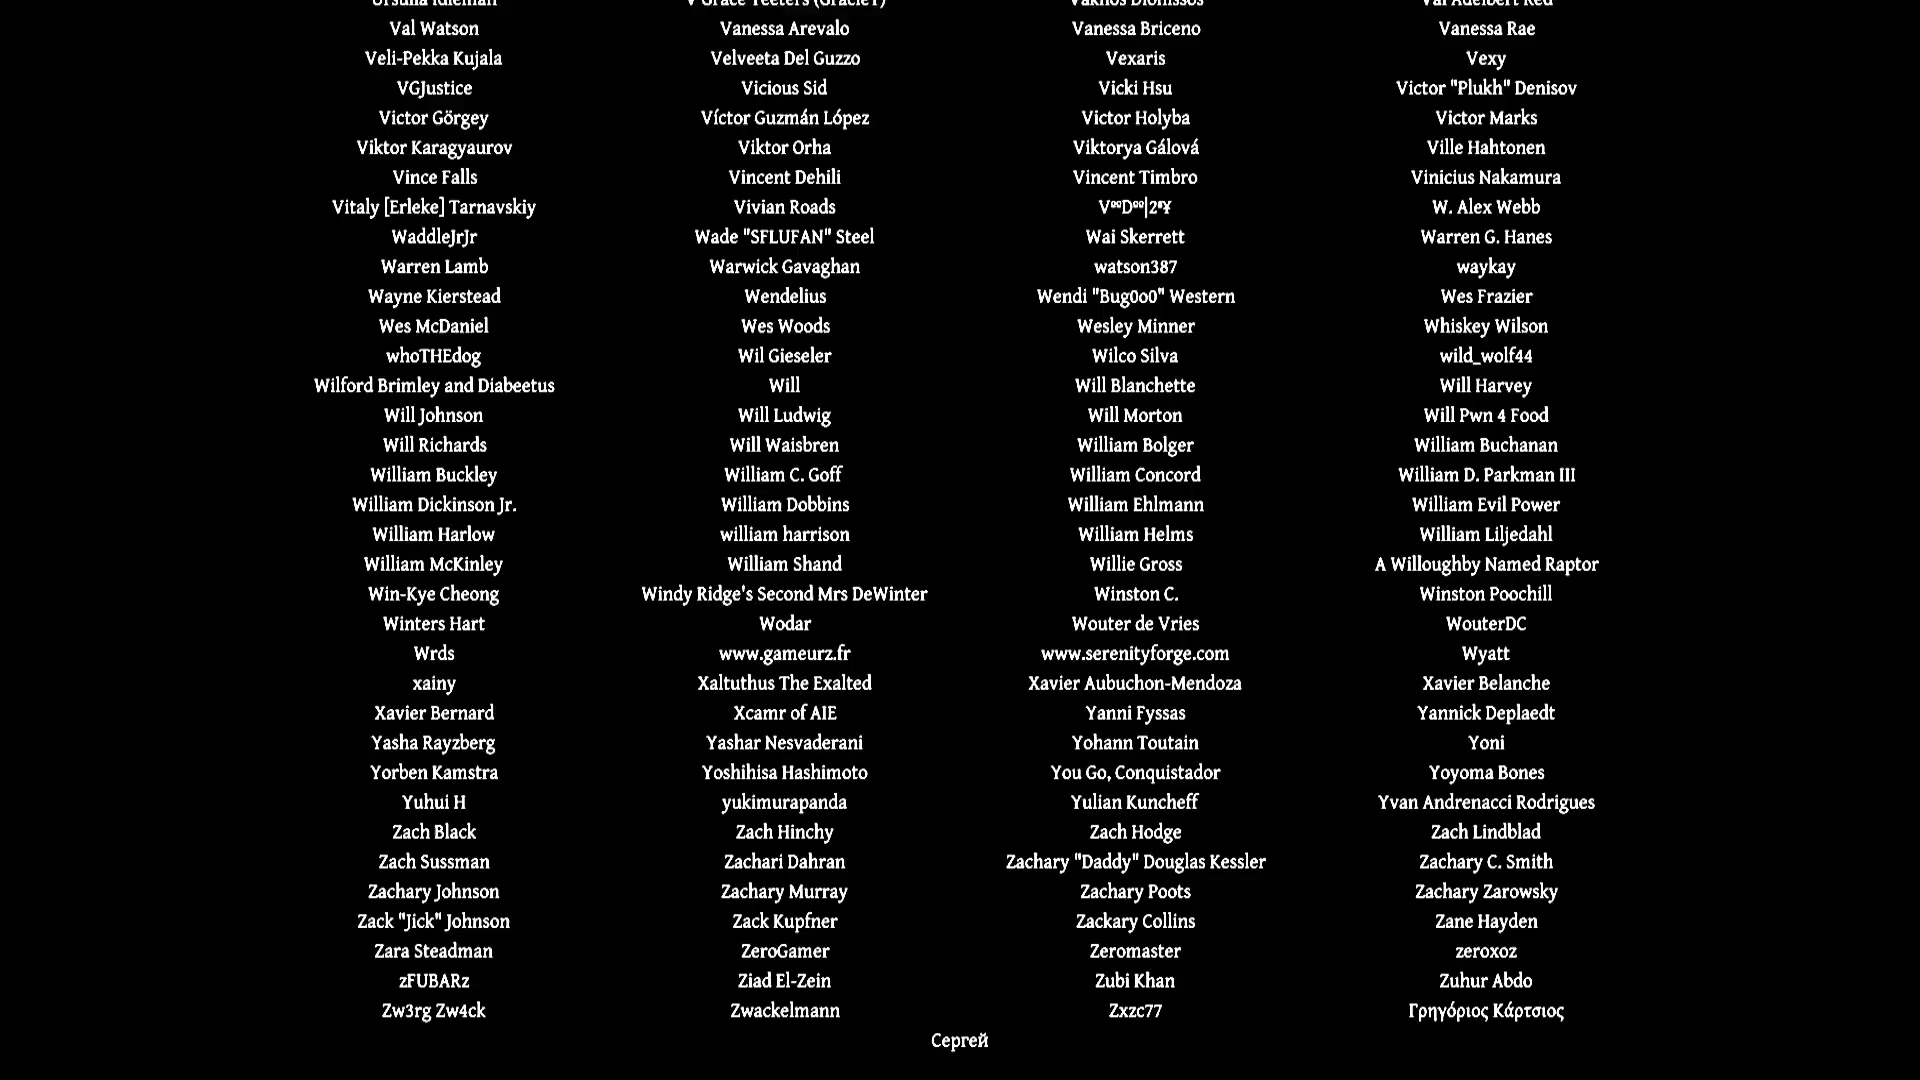 Val Watson Vanessa Arevalo Vanessa Briceno Vanessa Rae
Veli-Pekka Kujala Velveeta Del Guzzo Vexaris Vexy
VGJustice Vicious Sid Vicki Hsu Victor "Plukh" Denisov
Victor Görgey Víctor Guzmán López Victor Holyba Victor Marks
Viktor Karagyaurov Viktor Orha Viktorya Gálová Ville Hahtonen
Vince Falls Vincent Dehili Vincent Timbro Vinicius Nakamura
Vitaly [Erleke] Tarnavskiy Vivian Roads W. Alex Webb
WaddleJrJr Wade "SFLUFAN" Steel Wai Skerrett Warren G. Hanes
Warren Lamb Warwick Gavaghan watson387 waykay
Wayne Kierstead Wendelius Wendi "Bug0o0" Western Wes Frazier
Wes McDaniel Wes Woods Wesley Minner Whiskey Wilson
whoTHEdog Wil Gieseler Wilco Silva wild_wolf44
Wilford Brimley and Diabeetus Will Will Blanchette Will Harvey
Will Johnson Will Ludwig Will Morton Will Pwn 4 Food
Will Richards Will Waisbren William Bolger William Buchanan
William Buckley William C. Goff William Concord William D. Parkman III
William Dickinson Jr. William Dobbins William Ehlmann William Evil Power
William Harlow william harrison William Helms William Liljedahl
William McKinley William Shand Willie Gross A Willoughby Named Raptor
Win-Kye Cheong Windy Ridge's Second Mrs DeWinter Winston C. Winston Poochill
Winters Hart Wodar Wouter de Vries WouterDC
Wrds www.gameurz.fr www.serenityforge.com Wyatt
xainy Xaltuthus The Exalted Xavier Aubuchon-Mendoza Xavier Belanche
Xavier Bernard Xcamr of AIE Yanni Fyssas Yannick Deplaedt
Yasha Rayzberg Yashar Nesvaderani Yohann Toutain Yoni
Yorben Kamstra Yoshihisa Hashimoto You Go, Conquistador Yoyoma Bones
Yuhui H yukimurapanda Yulian Kuncheff Yvan Andrenacci Rodrigues
Zach Black Zach Hinchy Zach Hodge Zach Lindblad
Zach Sussman Zachari Dahran Zachary "Daddy" Douglas Kessler Zachary C. Smith
Zachary Johnson Zachary Murray Zachary Poots Zachary Zarowsky
Zack "Jick" Johnson Zack Kupfner Zackary Collins Zane Hayden
Zara Steadman ZeroGamer Zeromaster zeroxoz
zFUBARz Ziad El-Zein Zubi Khan Zuhur Abdo
Zw3rg Zw4ck Zwackelmann Zxzc77 Γρηγόριος Κάρτσιος
Сергей